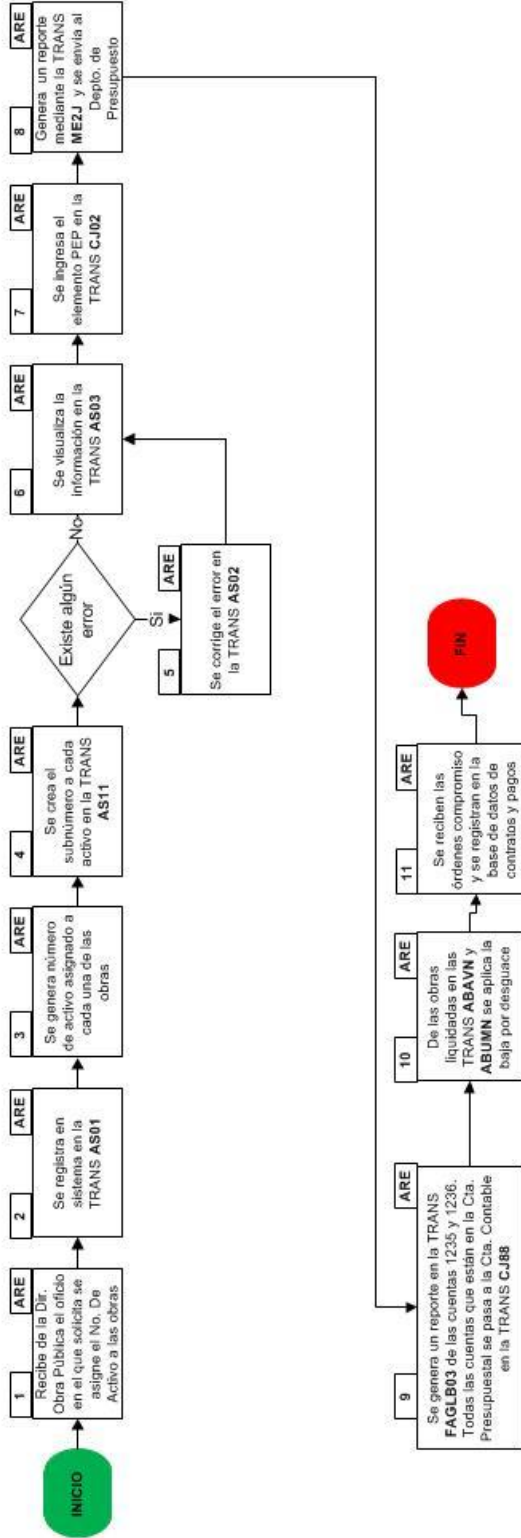 INICIO
1
ARE
Recibe de la Dir.
Obra Pública el oficio
en el que solicita se
asigne el No. De
Activo a las obras
2
ARE
Se registra en
sistema en la
TRANS AS01
3
ARE
Se genera número
de activo asignado a
cada una de las
obras
4
ARE
Se crea el
subnúmero a cada
activo en la TRANS
AS11
Existe algún
error
Si
No
5
ARE
Se corrige el error en
la TRANS AS02
6
ARE
Se visualiza la
información en la
TRANS AS03
7
ARE
Se ingresa el
elemento PEP en la
TRANS CJ02
8
ARE
Genera un reporte
mediante la TRANS
ME2J y se envía al
Depto. de
Presupuesto
9
ARE
Se genera un reporte en la TRANS
FAGLB03 de las cuentas 1235 y 1236.
Todas las cuentas que están en la Cta.
Presupuestal se pasa a la Cta. Contable
en la TRANS CJ88
10
ARE
De las obras
liquidadas en las
TRANS ABAVN y
ABUMN se aplica la
baja por desguace
11
ARE
Se reciben las
órdenes compromiso
y se registran en la
base de datos de
contratos y pagos
FIN